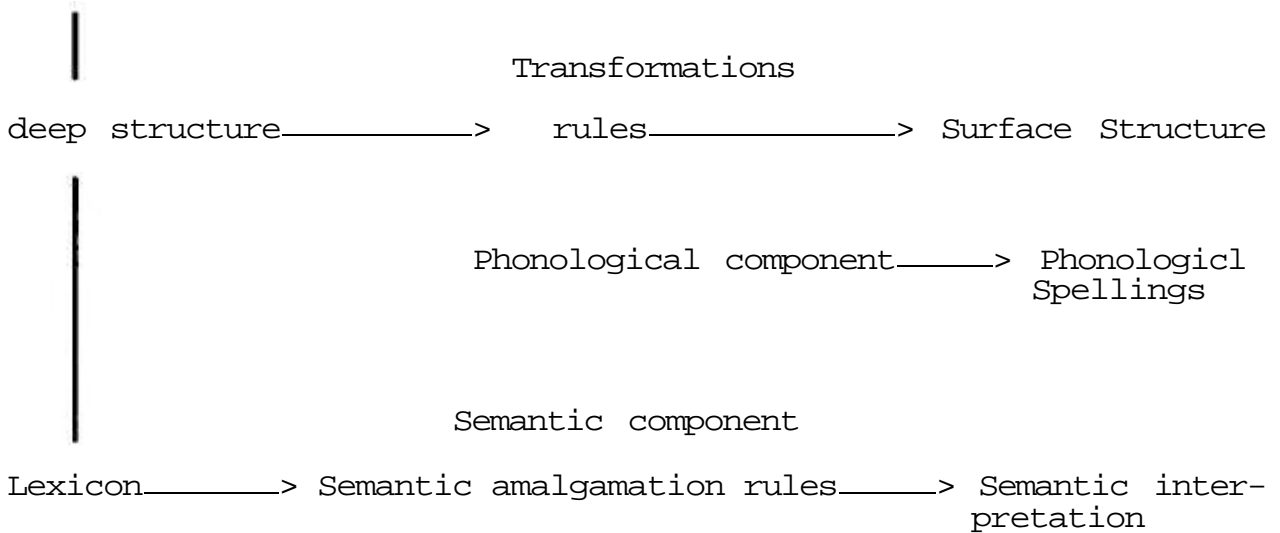 Transformations
deep structure————> rules————> Surface Structure
Phonological component————> Phonologicl
Spellings
Semantic component
Lexicon————> Semantic amalgamation rules————> Semantic inter-
pretation